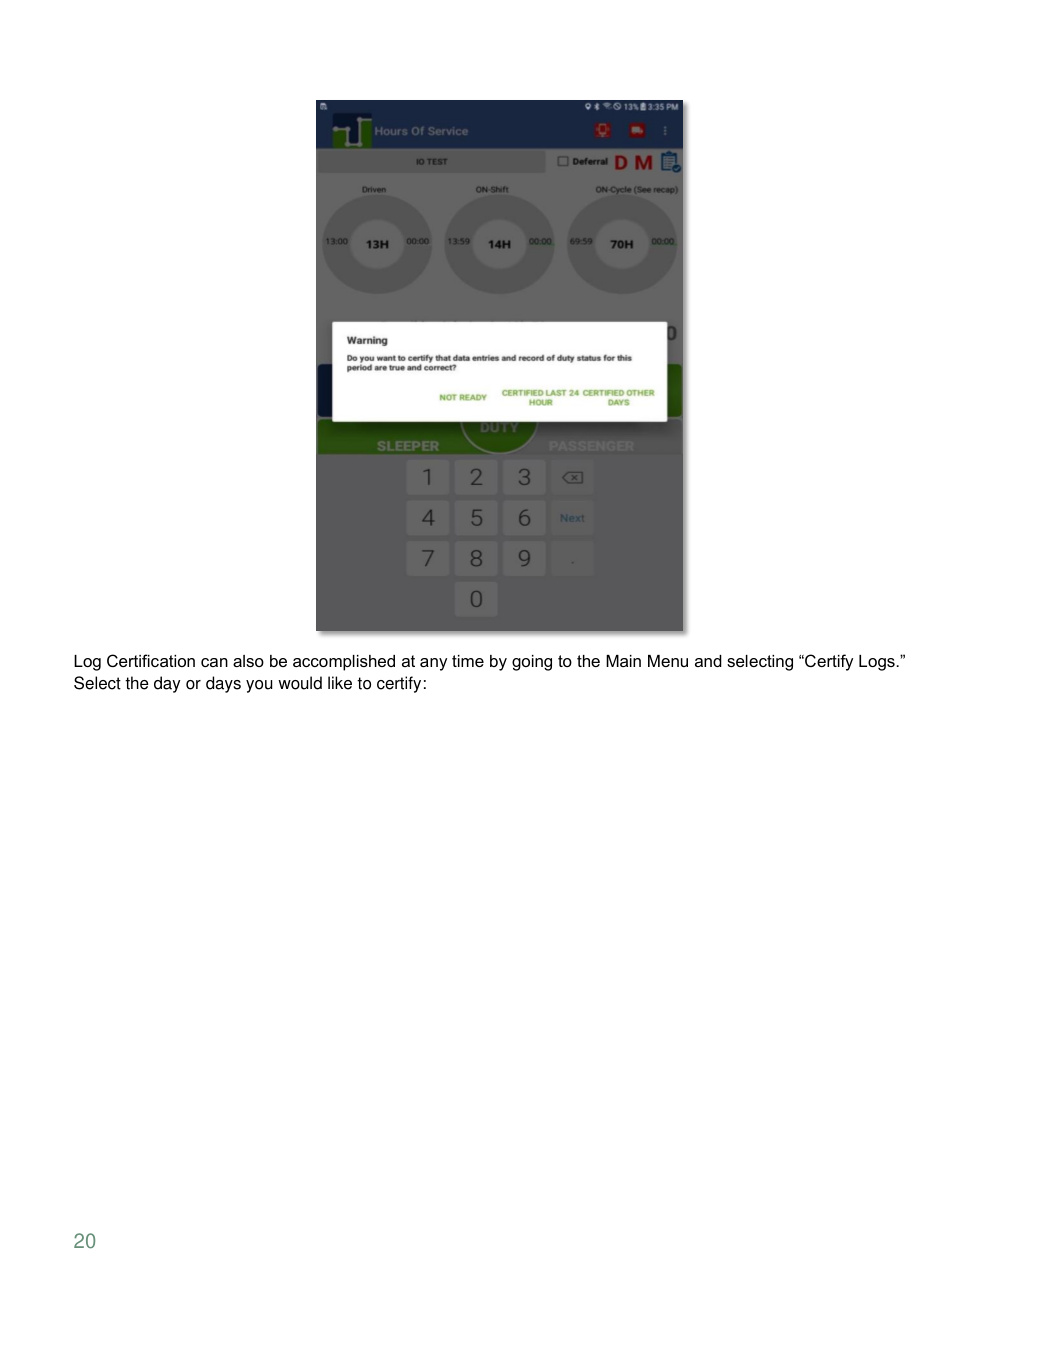 13% 3:35 PM
Hours Of Service
IO TEST
Deferral D M
Driven ON-Shift ON-Cycle (See recap)
13:00 13H 00:00 13:59 14H 00:00 69:59 70H 00:00
0
Warning
Do you want to certify that data entries and record of duty status for this
period are true and correct?
NOT READY CERTIFIED LAST 24 HOUR CERTIFIED OTHER DAYS
DUTY
SLEEPER PASSENGER
1 2 3
4 5 6 Next
7 8 9 .
0
Log Certification can also be accomplished at any time by going to the Main Menu and selecting “Certify Logs.”
Select the day or days you would like to certify:
20